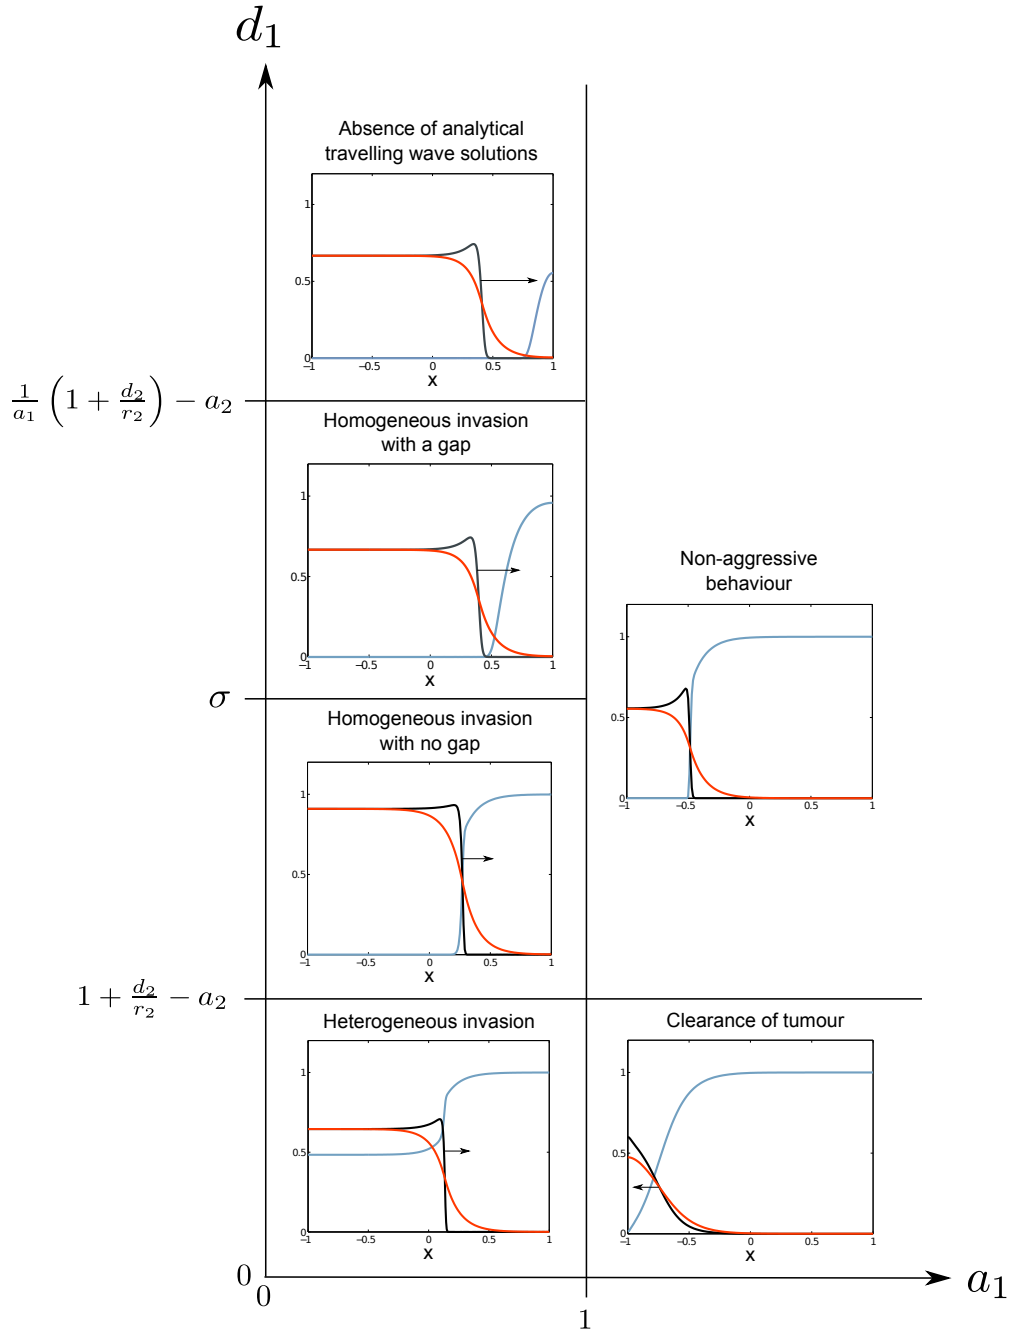 d₁
Absence of analytical
travelling wave solutions
1
0.5
0
−1 −0.5 0 0.5 1
x
1/a₁ (1 + d₂/r₂) − a₂
Homogeneous invasion
with a gap
1
0.5
0
−1 −0.5 0 0.5 1
x
Non-aggressive
behaviour
1
0.5
0
−1 −0.5 0 0.5 1
x
σ
Homogeneous invasion
with no gap
1
0.5
0
−1 −0.5 0 0.5 1
x
1 + d₂/r₂ − a₂
Heterogeneous invasion
1
0.5
0
−1 −0.5 0 0.5 1
x
Clearance of tumour
1
0.5
0
−1 −0.5 0 0.5 1
x
0
0
1
a₁